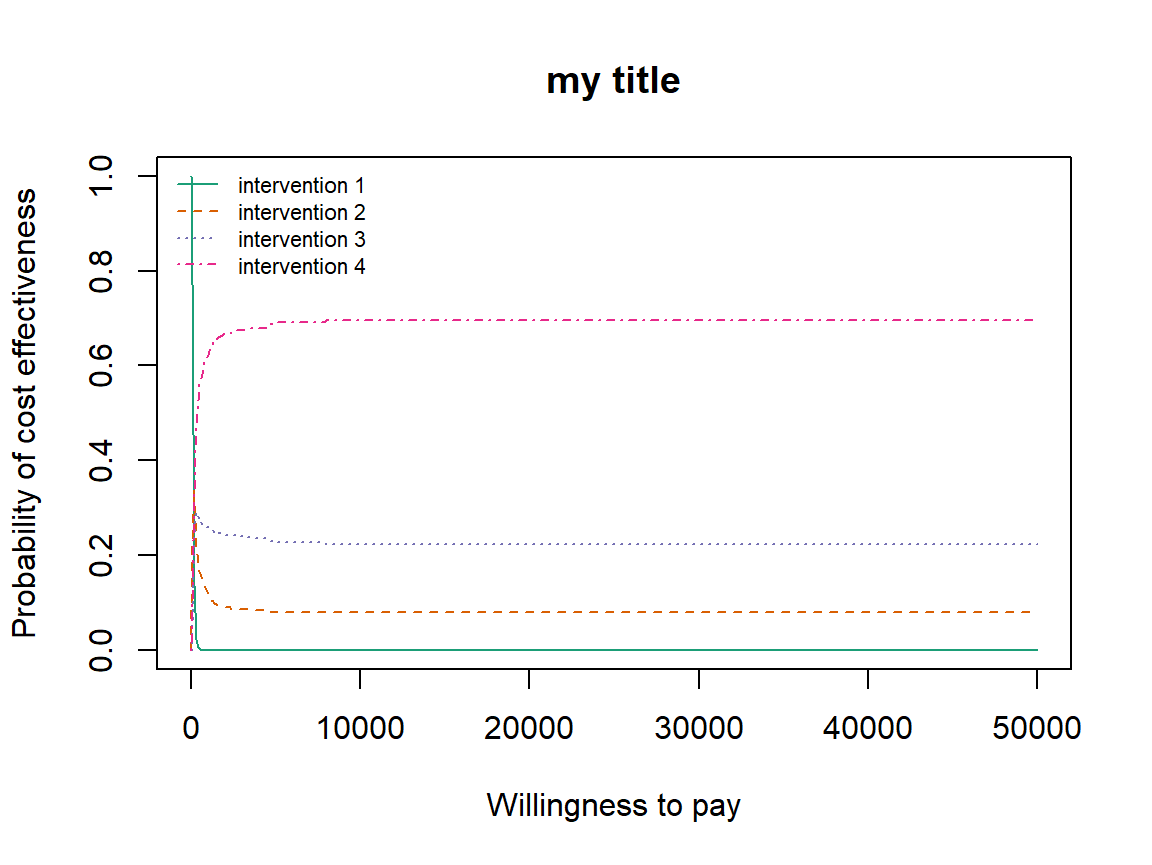 my title
Probability of cost effectiveness
1.0
0.8
0.6
0.4
0.2
0.0
intervention 1
intervention 2
intervention 3
intervention 4
0 10000 20000 30000 40000 50000
Willingness to pay